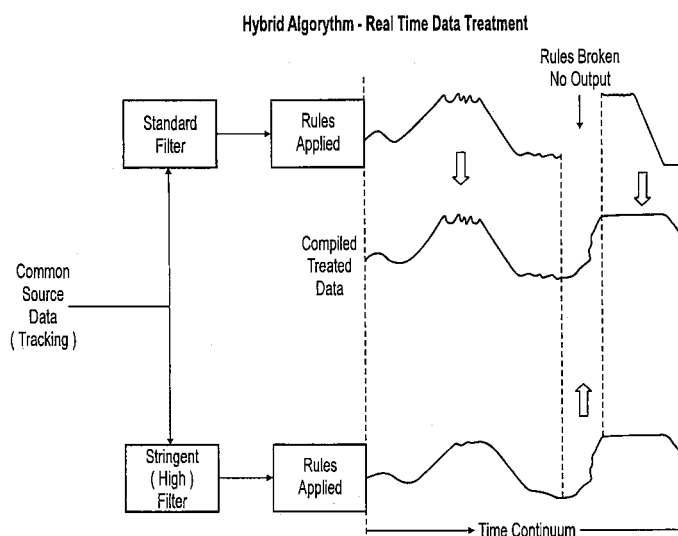 Hybrid Algorythm - Real Time Data Treatment
Rules Broken
No Output
Standard
Filter
Rules
Applied
Compiled
Treated
Data
Common
Source
Data
( Tracking )
Stringent
( High )
Filter
Rules
Applied
Time Continuum